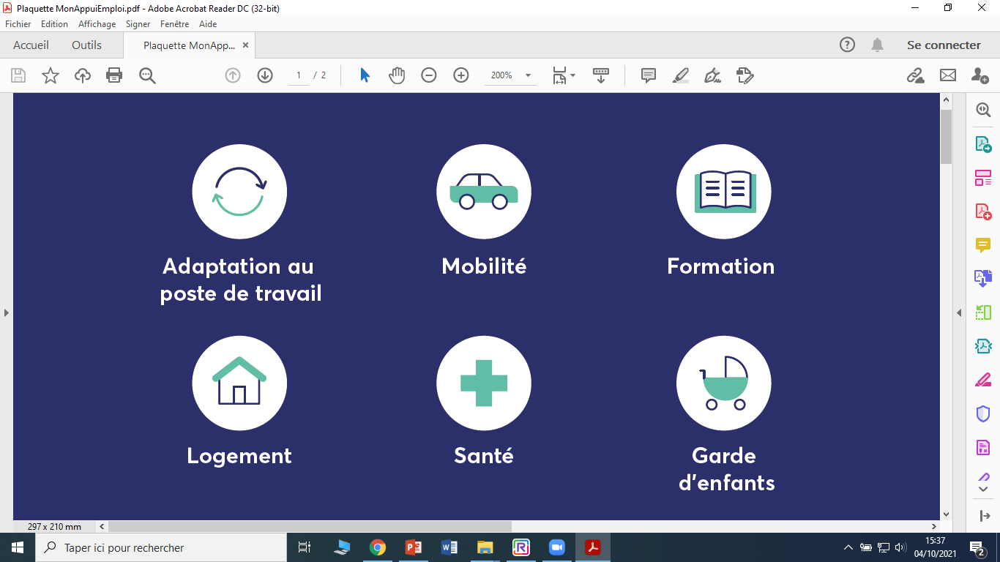 Plaquette MonAppuiEmploi.pdf - Adobe Acrobat Reader DC (32-bit)
Fichier Edition Affichage Signer Fenêtre Aide
Accueil Outils Plaquette MonApp... × Se connecter
1 / 2 200%
Adaptation au
poste de travail
Mobilité
Formation
Logement
Santé
Garde
d'enfants
297 x 210 mm
Taper ici pour rechercher
15:37
04/10/2021
2